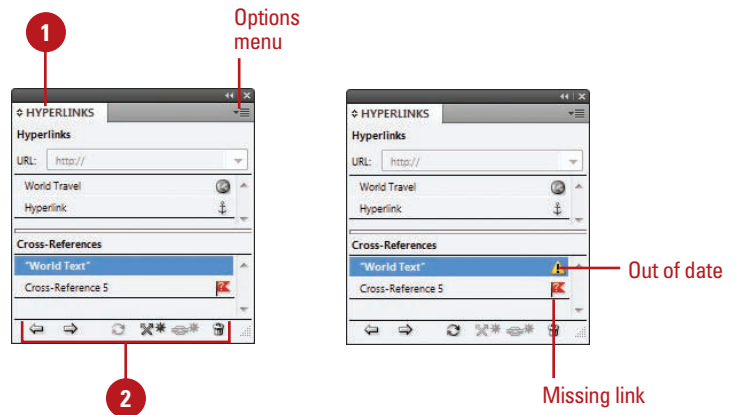 Options
menu
1
HYPERLINKS
Hyperlinks
URL: http://
World Travel
Hyperlink
Cross-References
"World Text"
Cross-Reference 5
2
HYPERLINKS
Hyperlinks
URL: http://
World Travel
Hyperlink
Cross-References
"World Text"
Cross-Reference 5
Out of date
Missing link